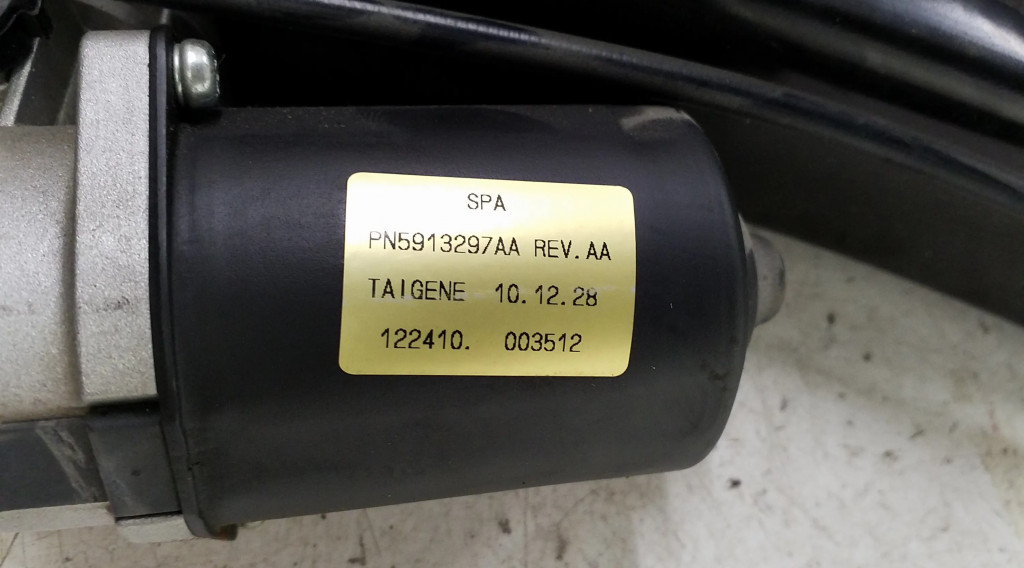 SPA
PN5913297AA REV.AA
TAIGENE 10.12.28
122410. 003512